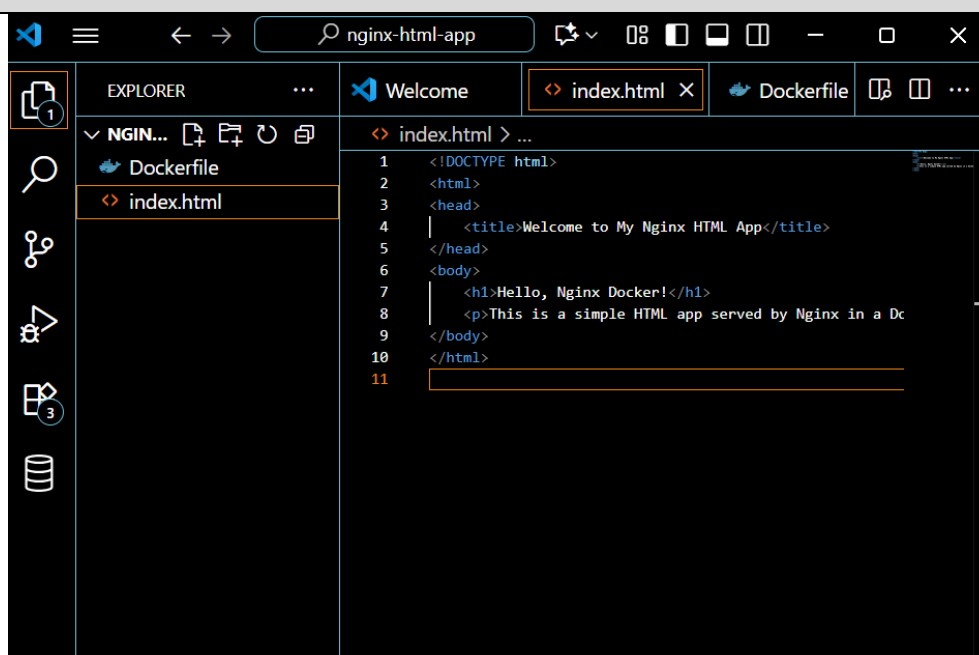 nginx-html-app
1
EXPLORER
Welcome
index.html
Dockerfile
NGIN...
Dockerfile
index.html
index.html > ...
1 <!DOCTYPE html>
2 <html>
3 <head>
4 <title>Welcome to My Nginx HTML App</title>
5 </head>
6 <body>
7 <h1>Hello, Nginx Docker!</h1>
8 <p>This is a simple HTML app served by Nginx in a Do
9 </body>
10 </html>
11
3